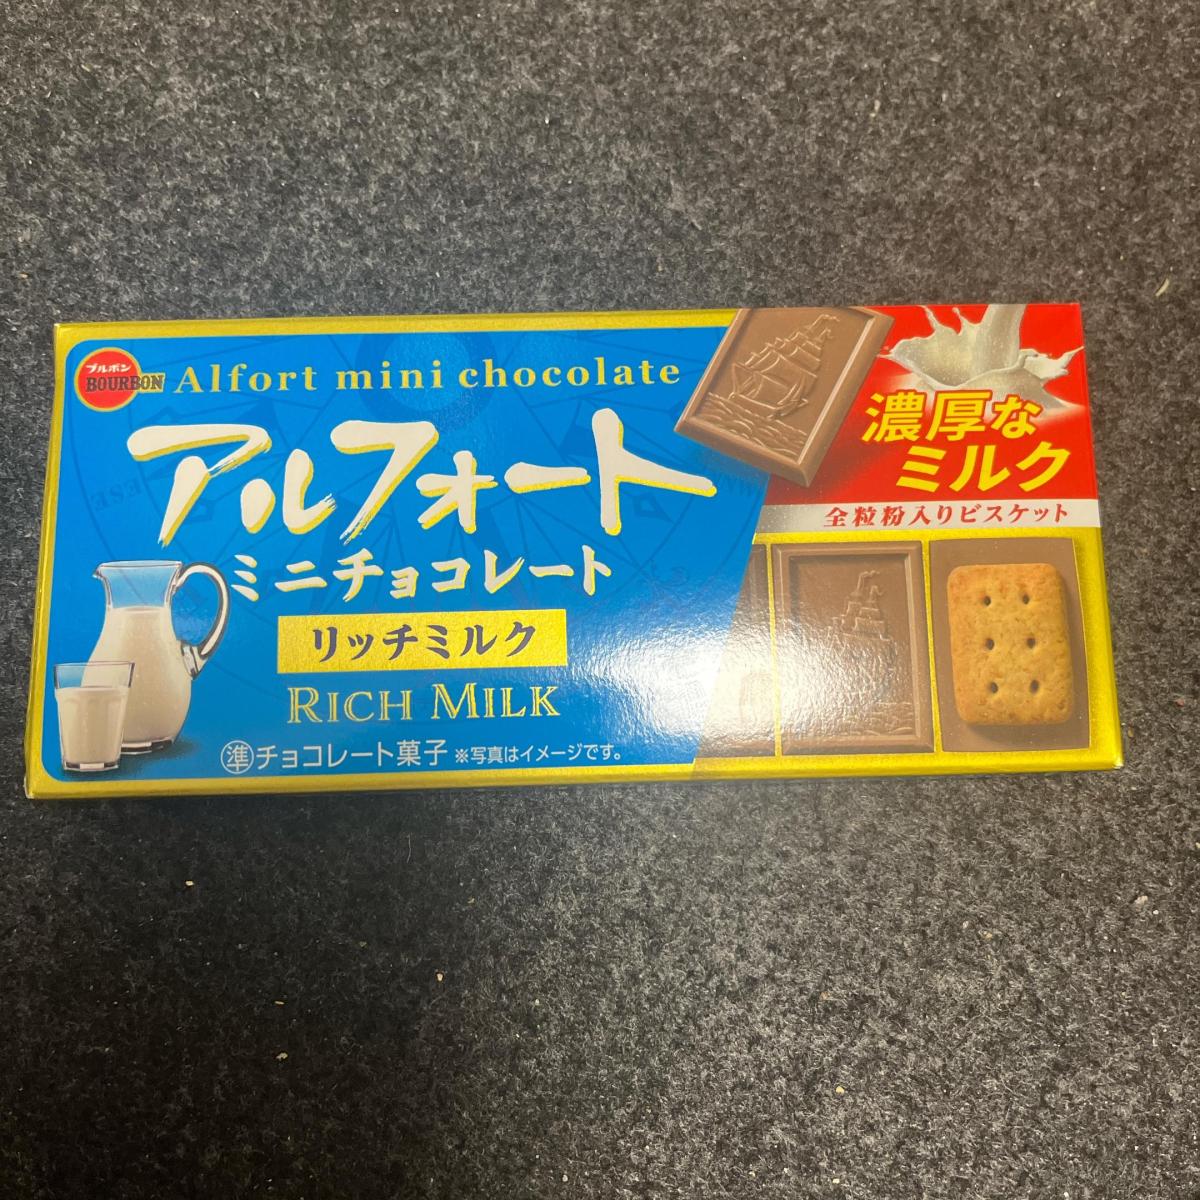 ブルボン
BOURBON
Alfort mini chocolate
アルフォート
ミニチョコレート
リッチミルク
RICH MILK
準チョコレート菓子 ※写真はイメージです。
濃厚な
ミルク
全粒粉入りビスケット
ESE